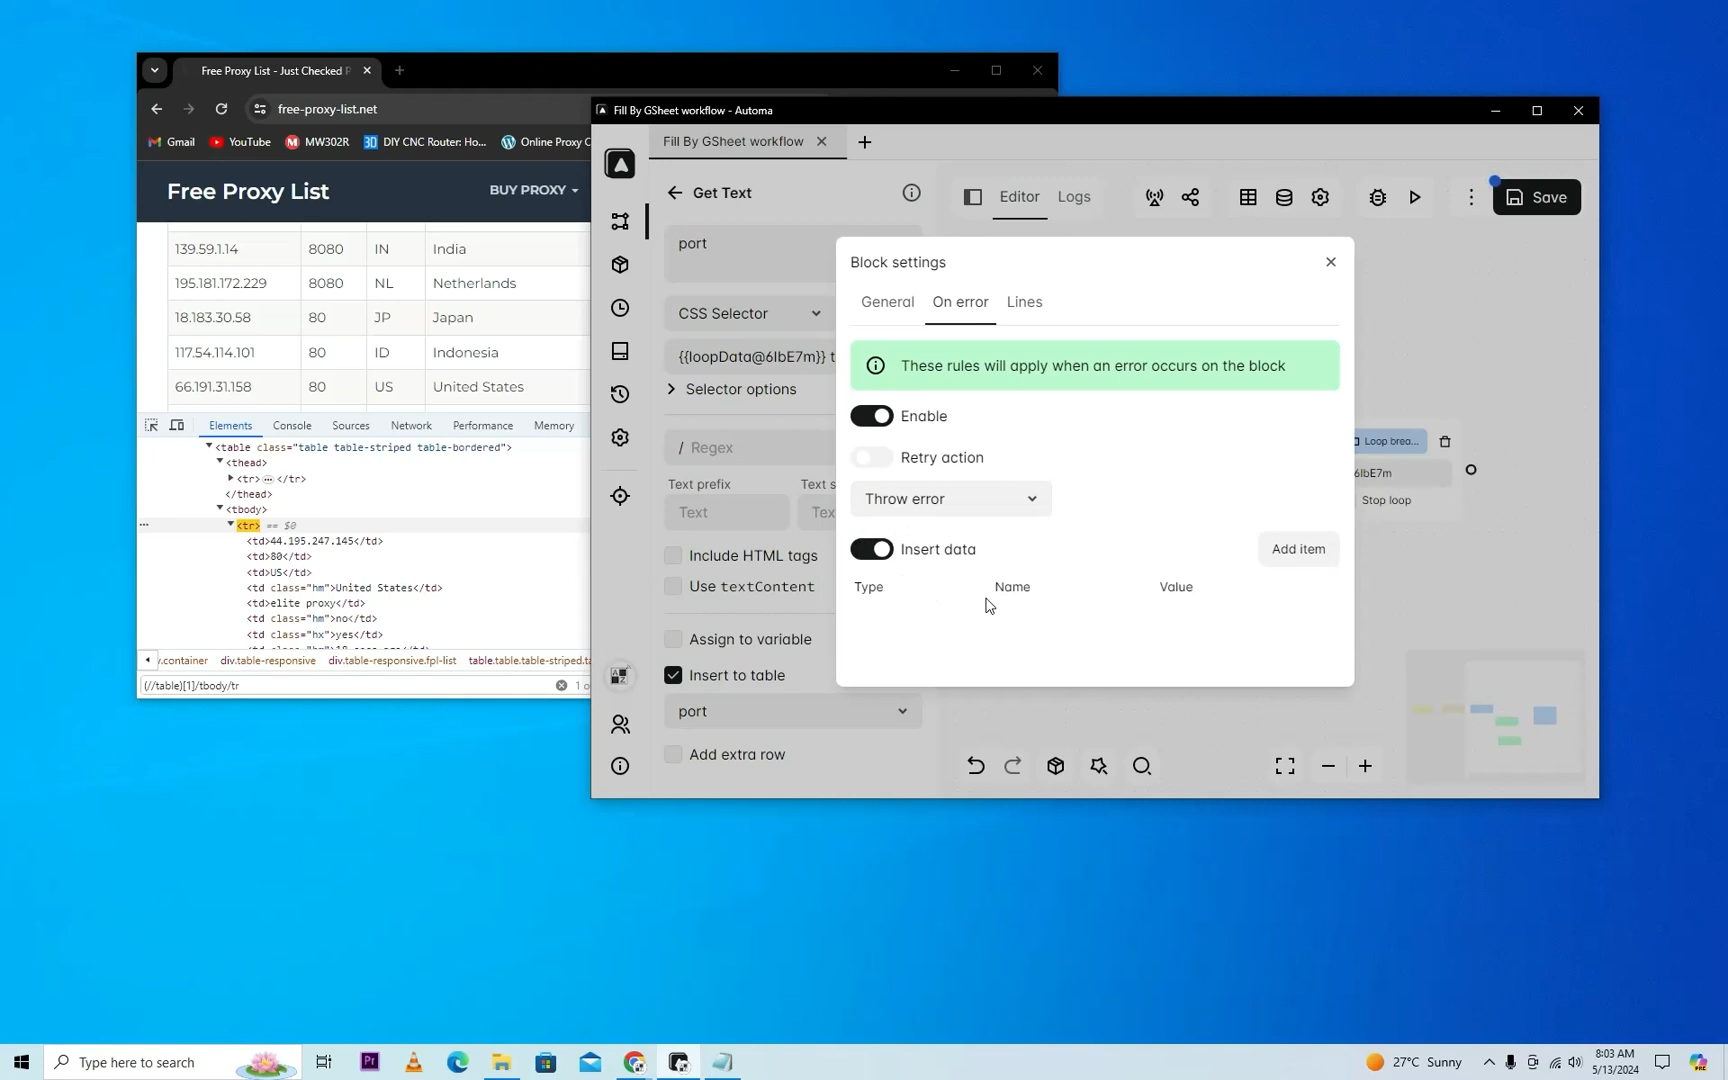 Free Proxy List - Just Checked P
free-proxy-list.net
Gmail YouTube MW302R DIY CNC Router: Ho... Online Proxy C
Free Proxy List
BUY PROXY
139.59.1.14 8080 IN India
195.181.172.229 8080 NL Netherlands
18.183.30.58 80 JP Japan
117.54.114.101 80 ID Indonesia
66.191.31.158 80 US United States
Elements Console Sources Network Performance Memory
<table class="table table-striped table-bordered">
<thead>
<tr> … </tr>
</thead>
<tbody>
… <tr> == $0
<td>44.195.247.145</td>
<td>80</td>
<td>US</td>
<td class="hm">United States</td>
<td>elite proxy</td>
<td class="hm">no</td>
<td class="hx">yes</td>
.container div.table-responsive div.table-responsive.fpl-list table.table.table-striped.ta
(//table)[1]/tbody/tr 1 o
Fill By GSheet workflow - Automa
Fill By GSheet workflow
Get Text
Editor Logs
Save
port
CSS Selector
{{loopData@6IbE7m}} t
Selector options
/ Regex
Text prefix Text s
Text Tex
Include HTML tags
Use textContent
Assign to variable
Insert to table
port
Add extra row
Block settings
General On error Lines
These rules will apply when an error occurs on the block
Enable
Retry action
Throw error
Insert data Add item
Type Name Value
Loop brea...
6IbE7m
Stop loop
Type here to search
Pr
27°C Sunny
8:03 AM
5/13/2024
PRE